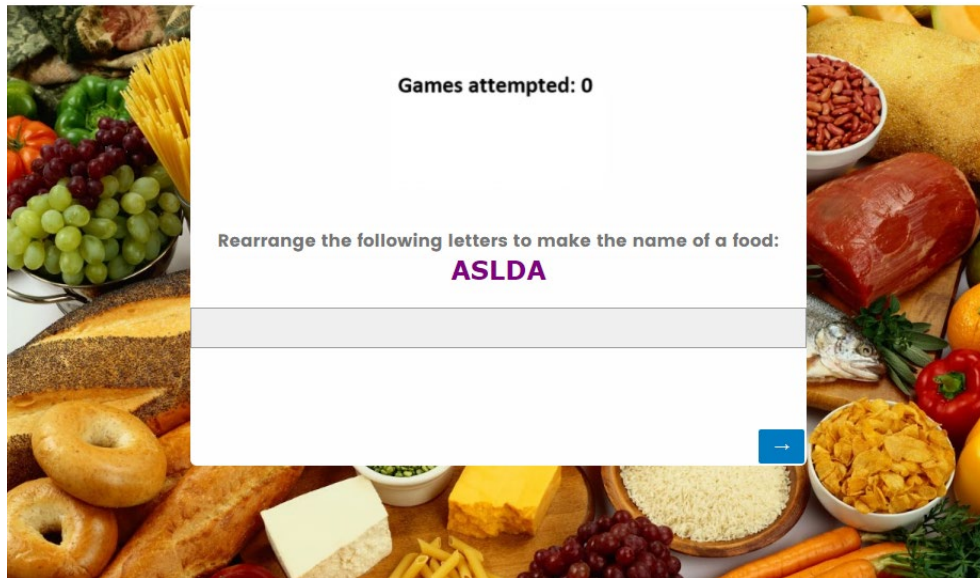 Games attempted: 0
Rearrange the following letters to make the name of a food:
ASLDA
→